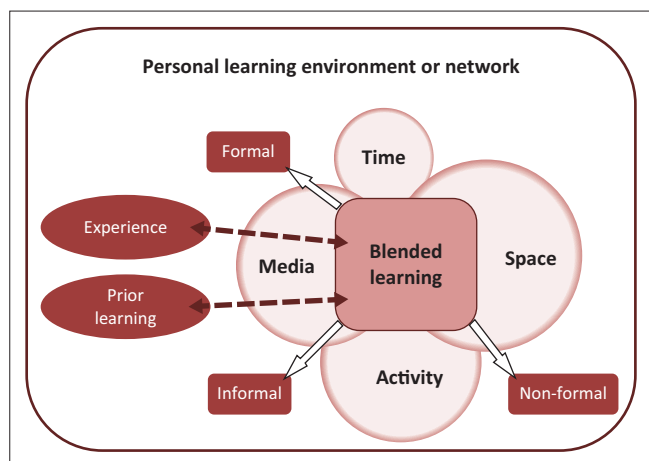 Personal learning environment or network
Formal
Time
Experience
Media
Blended
learning
Space
Prior
learning
Informal
Activity
Non-formal